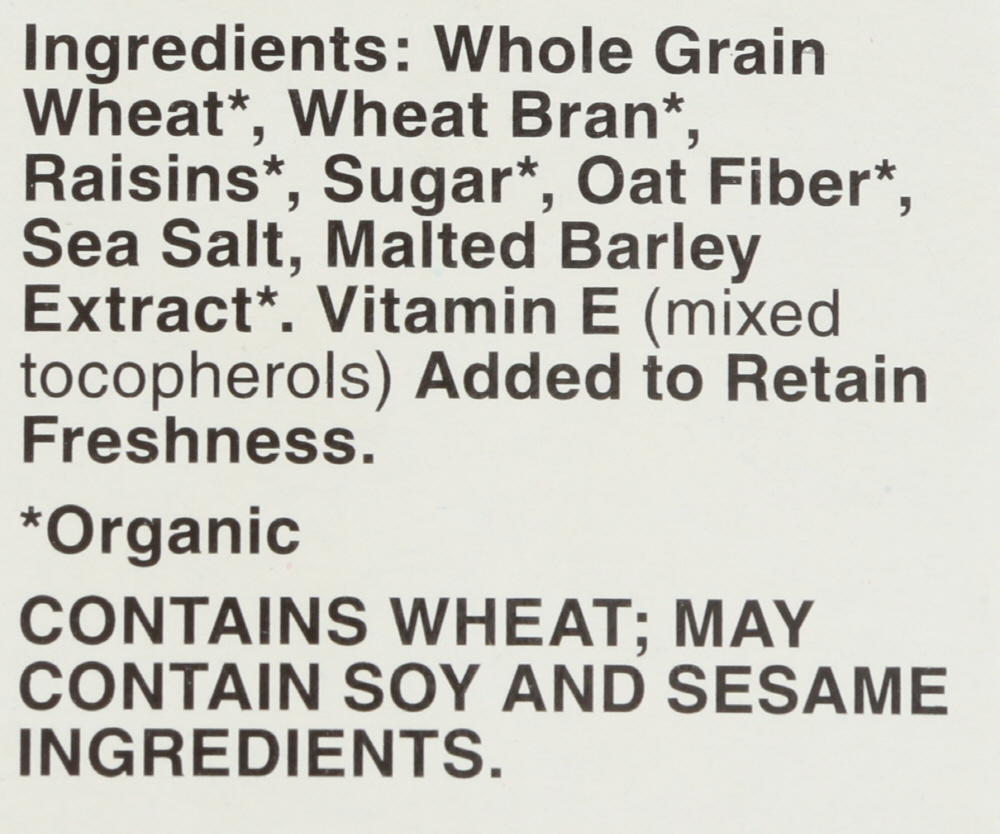 Ingredients: Whole Grain
Wheat*, Wheat Bran*,
Raisins*, Sugar*, Oat Fiber*,
Sea Salt, Malted Barley
Extract*. Vitamin E (mixed
tocopherols) Added to Retain
Freshness.
*Organic
CONTAINS WHEAT; MAY
CONTAIN SOY AND SESAME
INGREDIENTS.